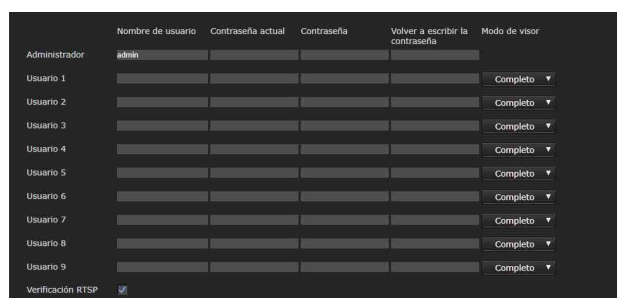 Nombre de usuario Contraseña actual Contraseña Volver a escribir la contraseña Modo de visor
Administrador admin
Usuario 1 Completo
Usuario 2 Completo
Usuario 3 Completo
Usuario 4 Completo
Usuario 5 Completo
Usuario 6 Completo
Usuario 7 Completo
Usuario 8 Completo
Usuario 9 Completo
Verificación RTSP